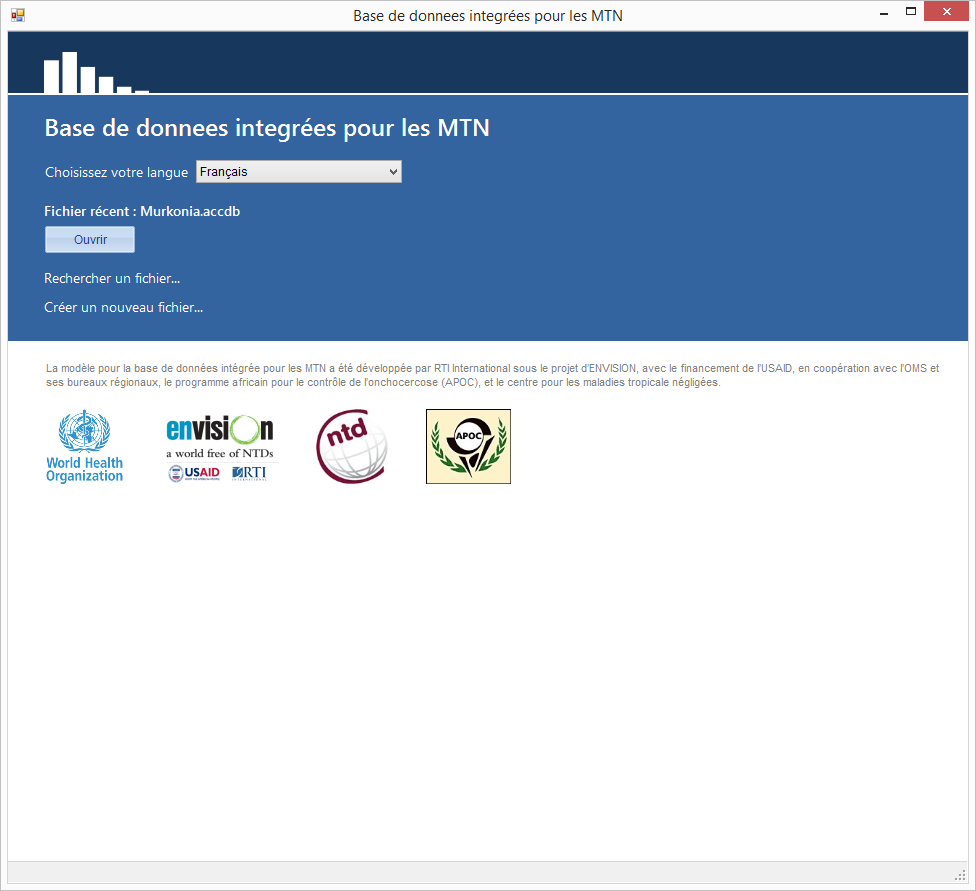 Base de donnees integrées pour les MTN
Base de donnees integrées pour les MTN
Choisissez votre langue Français
Fichier récent : Murkonia.accdb
Ouvrir
Rechercher un fichier...
Créer un nouveau fichier...
La modèle pour la base de données intégrée pour les MTN a été développée par RTI International sous le projet d'ENVISION, avec le financement de l'USAID, en coopération avec l'OMS et
ses bureaux régionaux, le programme africain pour le contrôle de l'onchocercose (APOC), et le centre pour les maladies tropicale négligées.
World Health
Organization
envision
a world free of NTDs
USAID RTI
INTERNATIONAL
ntd
APOC